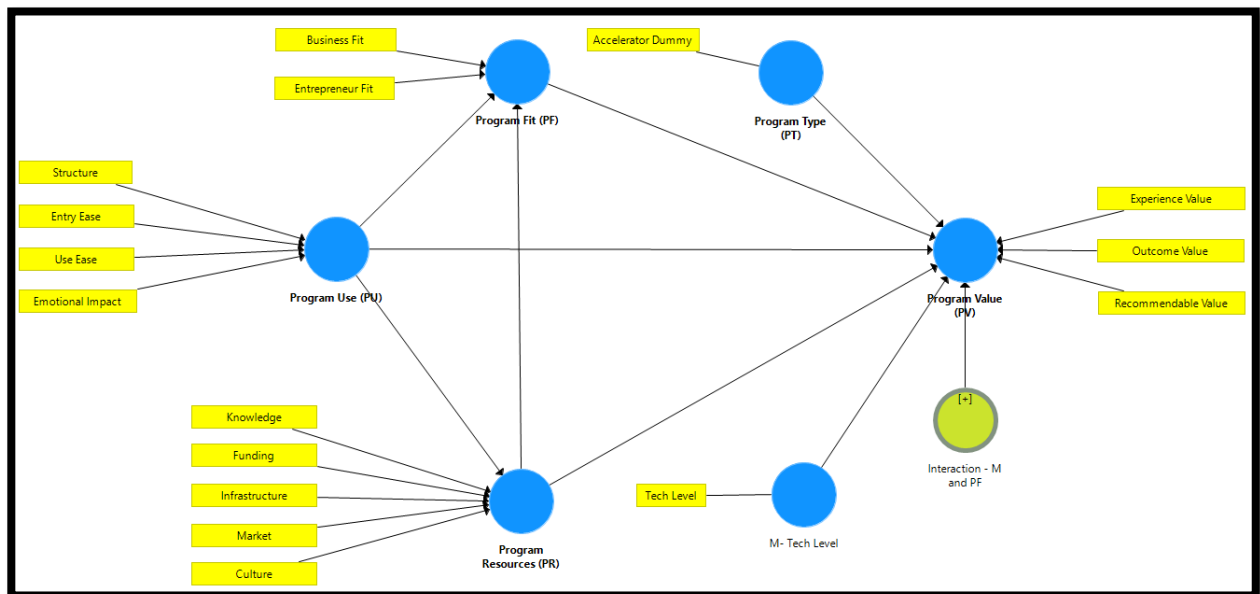 Business Fit
Entrepreneur Fit
Program Fit (PF)
Accelerator Dummy
Program Type
(PT)
Structure
Entry Ease
Use Ease
Emotional Impact
Program Use (PU)
Experience Value
Outcome Value
Recommendable Value
Program Value
(PV)
Knowledge
Funding
Infrastructure
Market
Culture
Program
Resources (PR)
Tech Level
M- Tech Level
[+]
Interaction - M
and PF